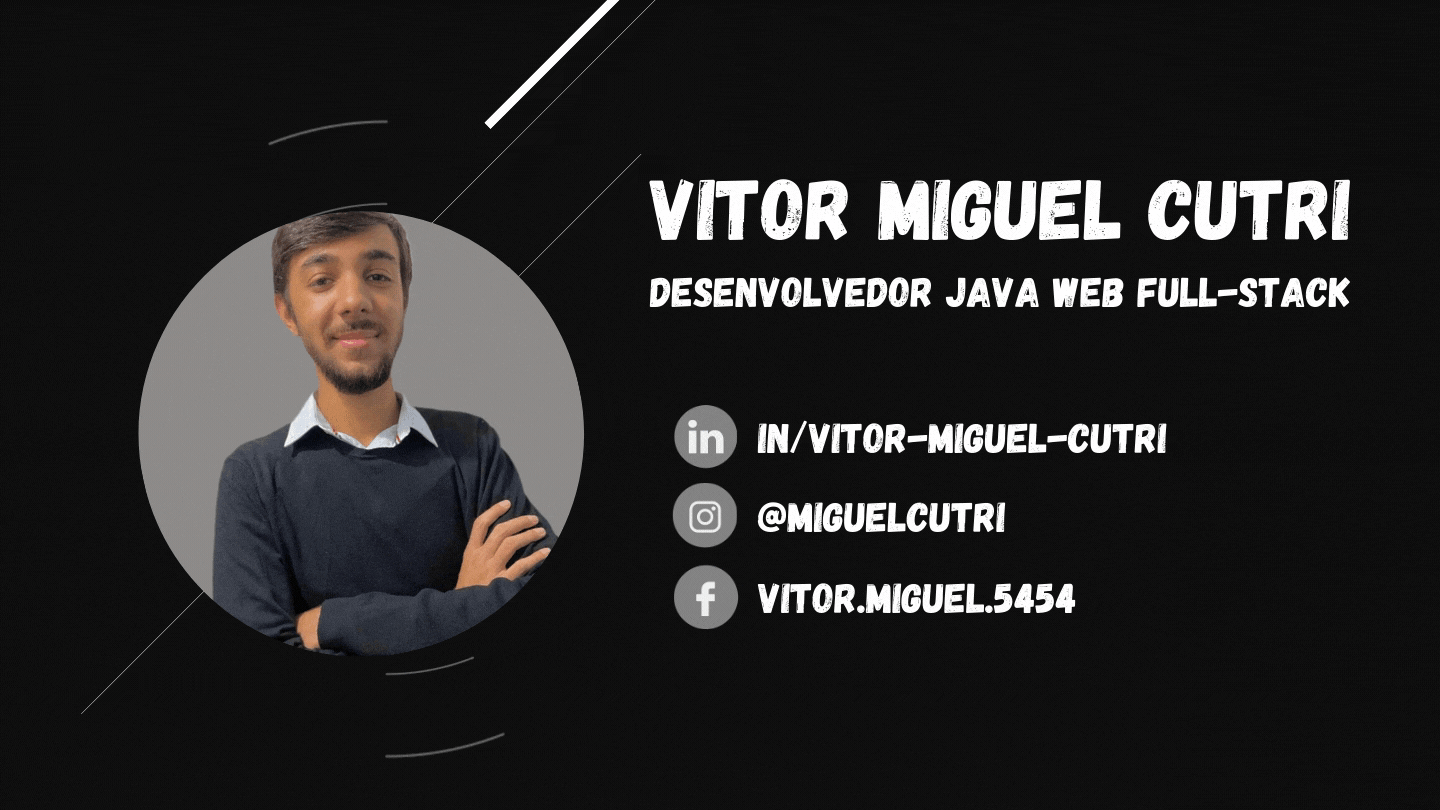 VITOR MIGUEL CUTRI
DESENVOLVEDOR JAVA WEB FULL-STACK
in IN/VITOR-MIGUEL-CUTRI
@MIGUELCUTRI
f VITOR.MIGUEL.5454